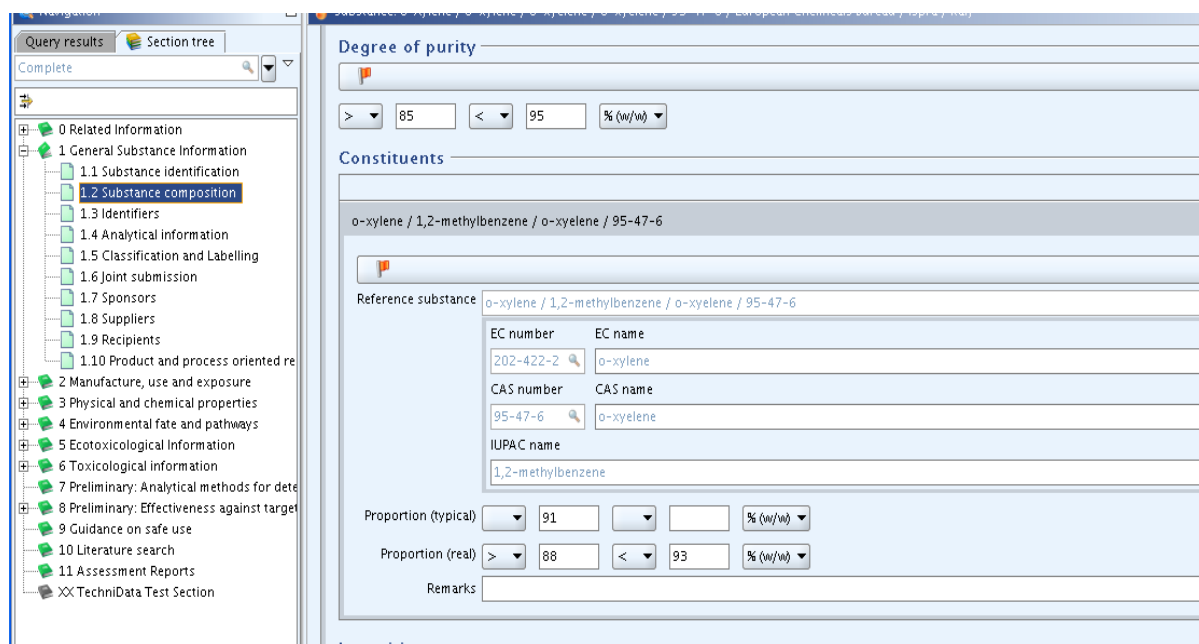 Query results
Section tree
Complete
0 Related Information
1 General Substance Information
1.1 Substance identification
1.2 Substance composition
1.3 Identifiers
1.4 Analytical information
1.5 Classification and Labelling
1.6 Joint submission
1.7 Sponsors
1.8 Suppliers
1.9 Recipients
1.10 Product and process oriented re
2 Manufacture, use and exposure
3 Physical and chemical properties
4 Environmental fate and pathways
5 Ecotoxicological Information
6 Toxicological information
7 Preliminary: Analytical methods for dete
8 Preliminary: Effectiveness against target
9 Guidance on safe use
10 Literature search
11 Assessment Reports
XX TechniData Test Section
Degree of purity
> 85 < 95 % (w/w)
Constituents
o-xylene / 1,2-methylbenzene / o-xyelene / 95-47-6
Reference substance o-xylene / 1,2-methylbenzene / o-xyelene / 95-47-6
EC number EC name
202-422-2 o-xylene
CAS number CAS name
95-47-6 o-xyelene
IUPAC name
1,2-methylbenzene
Proportion (typical) 91 % (w/w)
Proportion (real) > 88 < 93 % (w/w)
Remarks